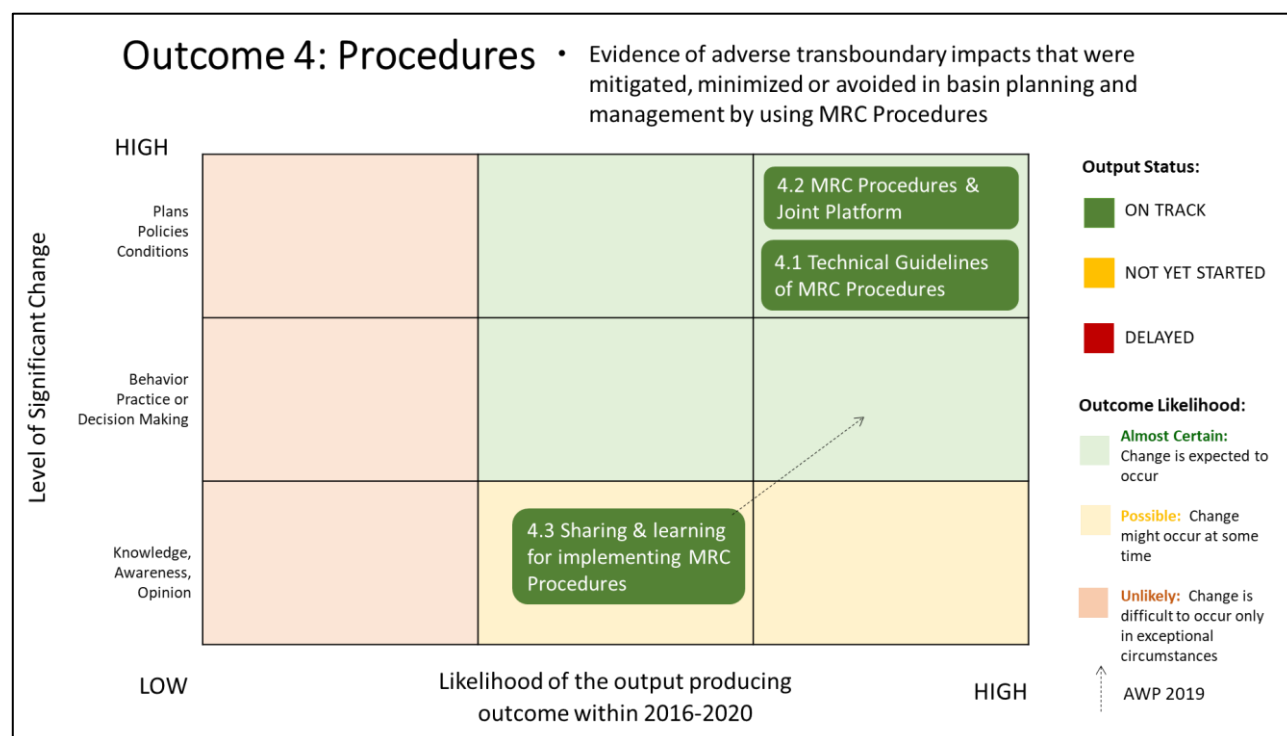 Outcome 4: Procedures
• Evidence of adverse transboundary impacts that were
mitigated, minimized or avoided in basin planning and
management by using MRC Procedures
HIGH
Level of Significant Change
Plans
Policies
Conditions
Behavior
Practice or
Decision Making
Knowledge,
Awareness,
Opinion
4.2 MRC Procedures &
Joint Platform
4.1 Technical Guidelines
of MRC Procedures
4.3 Sharing & learning
for implementing MRC
Procedures
LOW
Likelihood of the output producing
outcome within 2016-2020
HIGH
Output Status:
ON TRACK
NOT YET STARTED
DELAYED
Outcome Likelihood:
Almost Certain:
Change is expected to
occur
Possible: Change
might occur at some
time
Unlikely: Change is
difficult to occur only
in exceptional
circumstances
AWP 2019